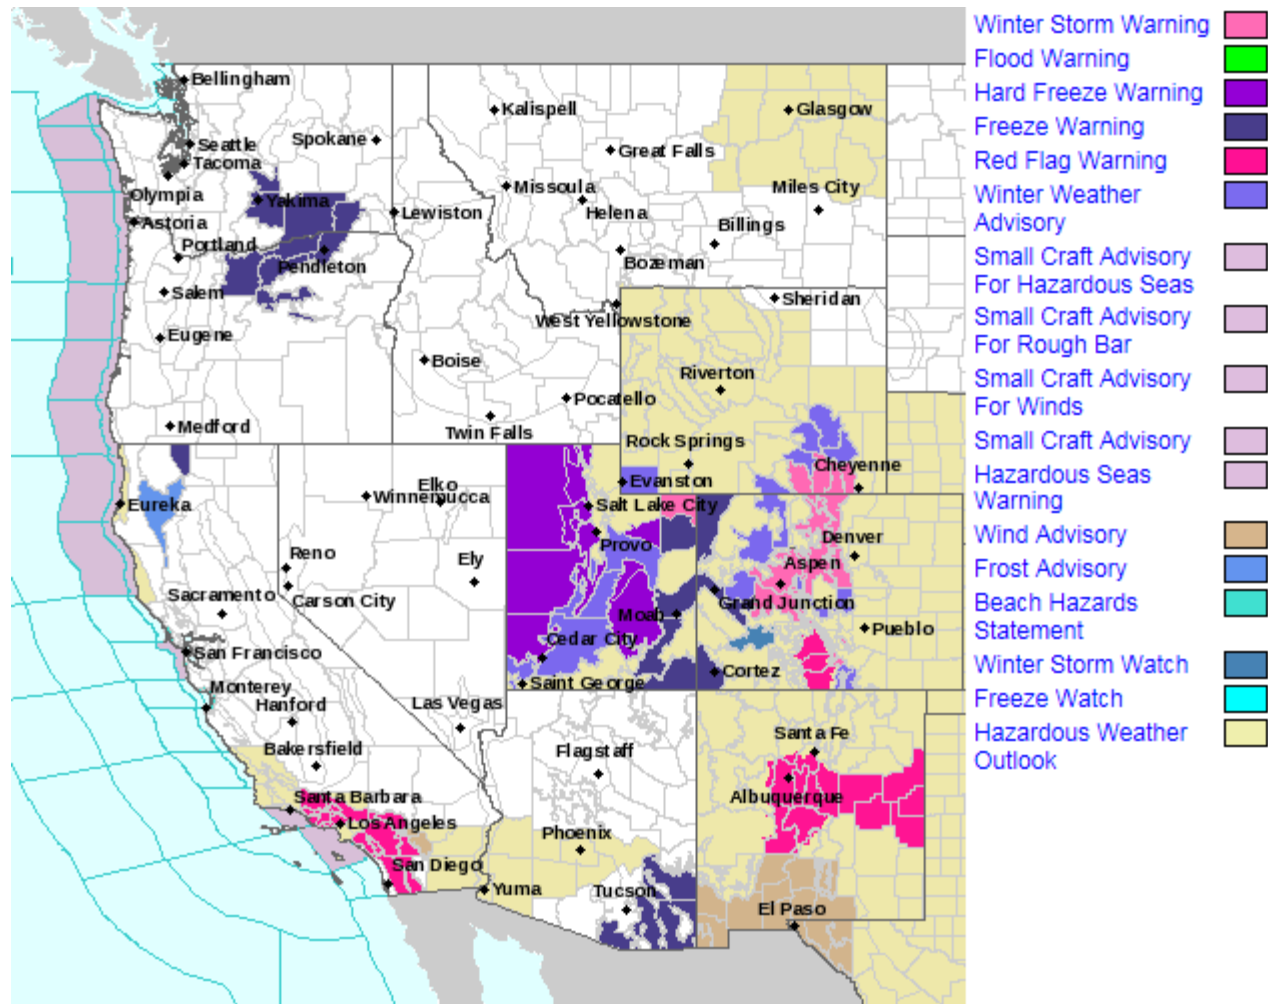 Bellingham
Kalispell
Glasgow
Spokane
Seattle
Great Falls
Tacoma
Missoula
Miles City
Olympia
Yakima
Lewiston
Helena
Astoria
Billings
Portland
Pendleton
Bozeman
Salem
Sheridan
West Yellowstone
Eugene
Boise
Riverton
Pocatello
Medford
Twin Falls
Rock Springs
Cheyenne
Elko
Evanston
Eureka
Winnemucca
Salt Lake City
Denver
Reno
Provo
Ely
Aspen
Sacramento
Carson City
Grand Junction
Moab
Pueblo
Cedar City
San Francisco
Cortez
Saint George
Monterey
Hanford
Las Vegas
Santa Fe
Bakersfield
Flagstaff
Santa Barbara
Albuquerque
Los Angeles
Phoenix
San Diego
Yuma
Tucson
El Paso
Winter Storm Warning
Flood Warning
Hard Freeze Warning
Freeze Warning
Red Flag Warning
Winter Weather
Advisory
Small Craft Advisory
For Hazardous Seas
Small Craft Advisory
For Rough Bar
Small Craft Advisory
For Winds
Small Craft Advisory
Hazardous Seas
Warning
Wind Advisory
Frost Advisory
Beach Hazards
Statement
Winter Storm Watch
Freeze Watch
Hazardous Weather
Outlook